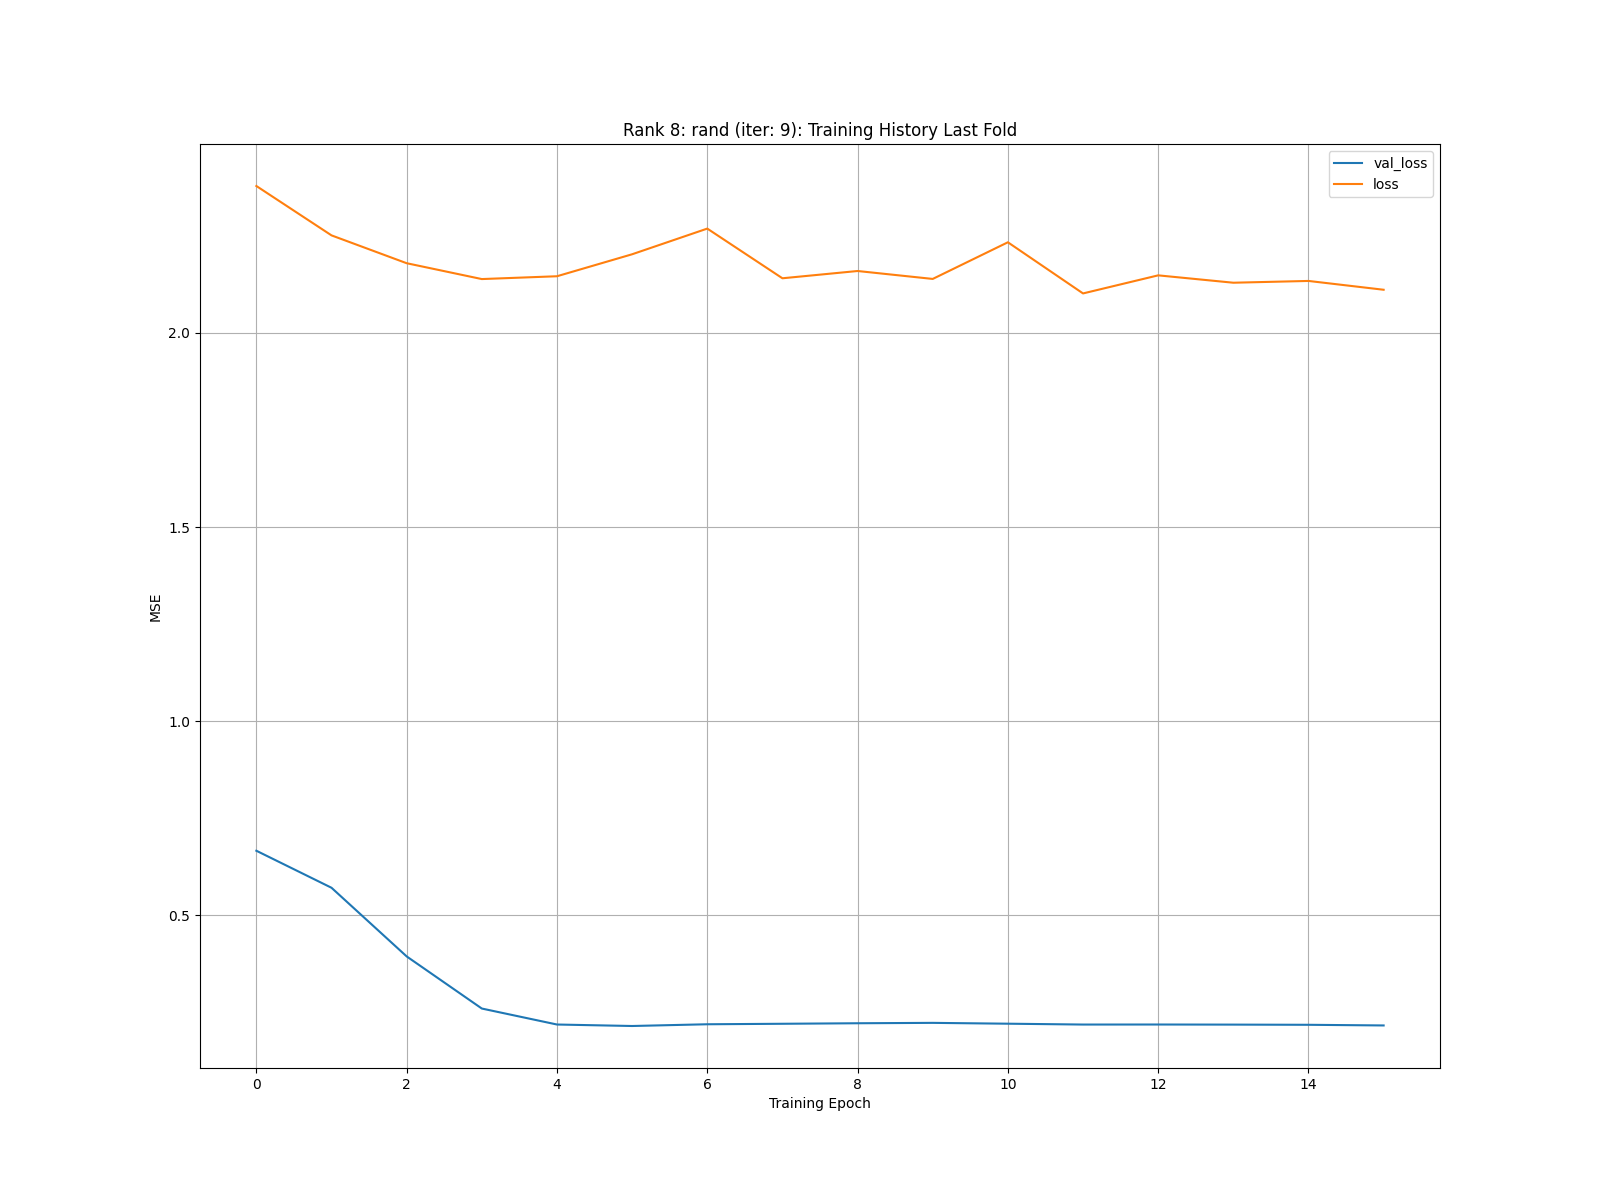 Rank 8: rand (iter: 9): Training History Last Fold
val_loss
loss
2.0
1.5
1.0
0.5
MSE
0 2 4 6 8 10 12 14
Training Epoch